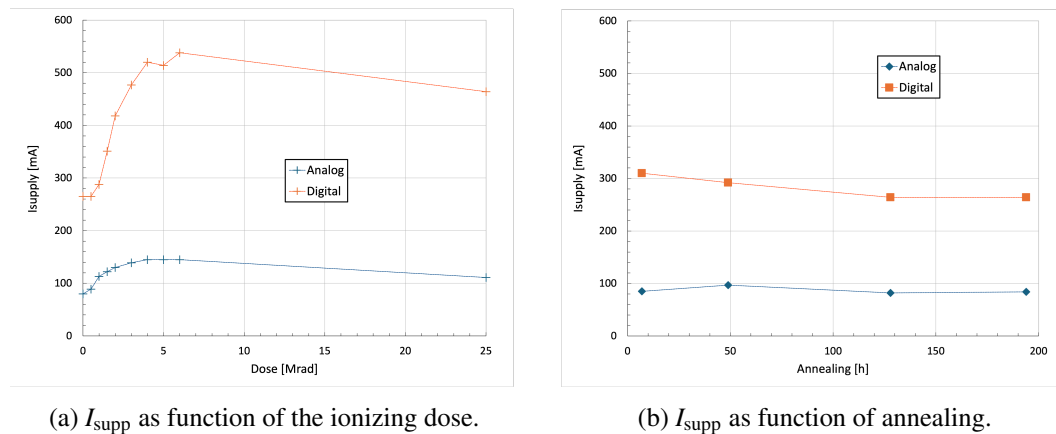 600
500
400
300
200
100
0
Isupply [mA]
Analog
Digital
0 5 10 15 20 25
Dose [Mrad]
(a) Isupp as function of the ionizing dose.
600
500
400
300
200
100
0
Isupply [mA]
Analog
Digital
0 50 100 150 200
Annealing [h]
(b) Isupp as function of annealing.